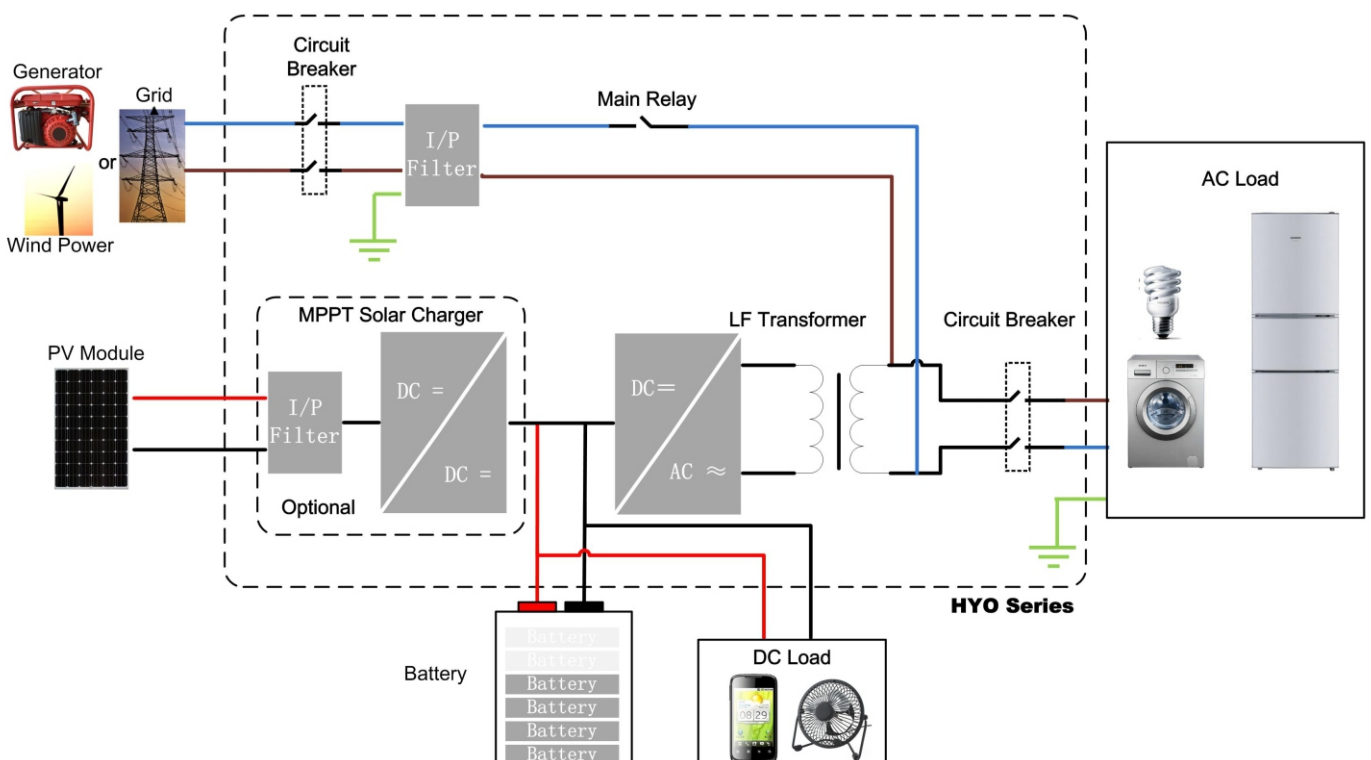 Circuit
Breaker
Generator
Grid
Main Relay
I/P
Filter
or
AC Load
Wind Power
MPPT Solar Charger
LF Transformer
Circuit Breaker
PV Module
I/P
Filter
DC =
DC =
DC=
AC ≈
Optional
HYO Series
Battery
Battery
Battery
Battery
Battery
Battery
Battery
DC Load
08 29